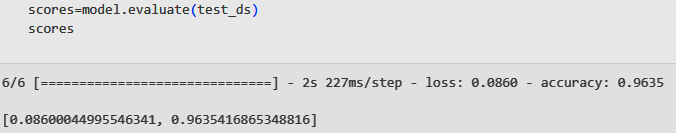 scores=model.evaluate(test_ds)
scores
6/6 [==============================] - 2s 227ms/step - loss: 0.0860 - accuracy: 0.9635
[0.08600044995546341, 0.9635416865348816]